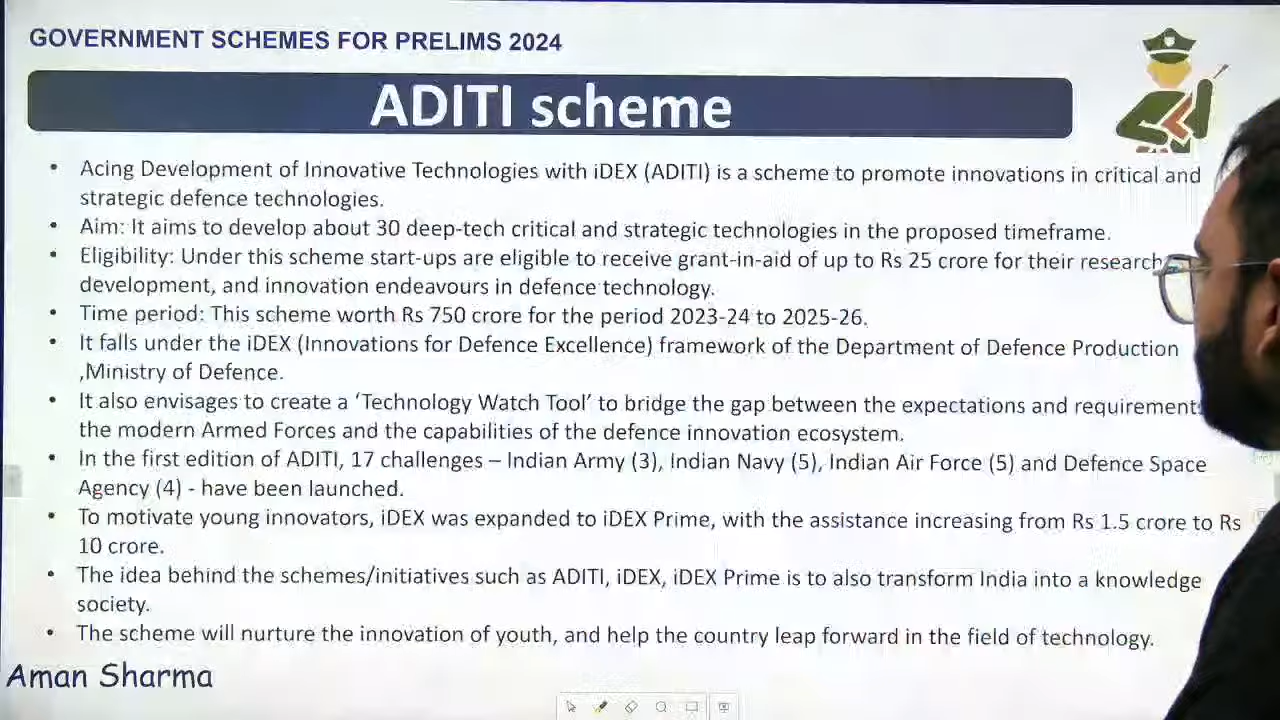 GOVERNMENT SCHEMES FOR PRELIMS 2024
ADITI scheme
• Acing Development of Innovative Technologies with iDEX (ADITI) is a scheme to promote innovations in critical and
strategic defence technologies.
• Aim: It aims to develop about 30 deep-tech critical and strategic technologies in the proposed timeframe.
• Eligibility: Under this scheme start-ups are eligible to receive grant-in-aid of up to Rs 25 crore for their research
development, and innovation endeavours in defence technology.
• Time period: This scheme worth Rs 750 crore for the period 2023-24 to 2025-26.
• It falls under the iDEX (Innovations for Defence Excellence) framework of the Department of Defence Production
,Ministry of Defence.
• It also envisages to create a ‘Technology Watch Tool’ to bridge the gap between the expectations and requirement
the modern Armed Forces and the capabilities of the defence innovation ecosystem.
• In the first edition of ADITI, 17 challenges – Indian Army (3), Indian Navy (5), Indian Air Force (5) and Defence Space
Agency (4) - have been launched.
• To motivate young innovators, iDEX was expanded to iDEX Prime, with the assistance increasing from Rs 1.5 crore to Rs
10 crore.
• The idea behind the schemes/initiatives such as ADITI, iDEX, iDEX Prime is to also transform India into a knowledge
society.
• The scheme will nurture the innovation of youth, and help the country leap forward in the field of technology.
Aman Sharma